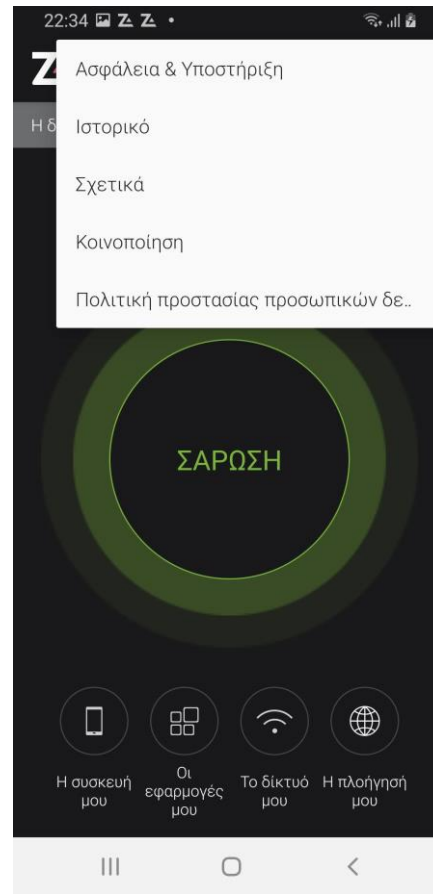 22:34
Z
Ασφάλεια & Υποστήριξη
Η δ
Ιστορικό
Σχετικά
Κοινοποίηση
Πολιτική προστασίας προσωπικών δε..
ΣΑΡΩΣΗ
Η συσκευή
μου
Οι
εφαρμογές
μου
Το δίκτυό
μου
Η πλοήγησή
μου